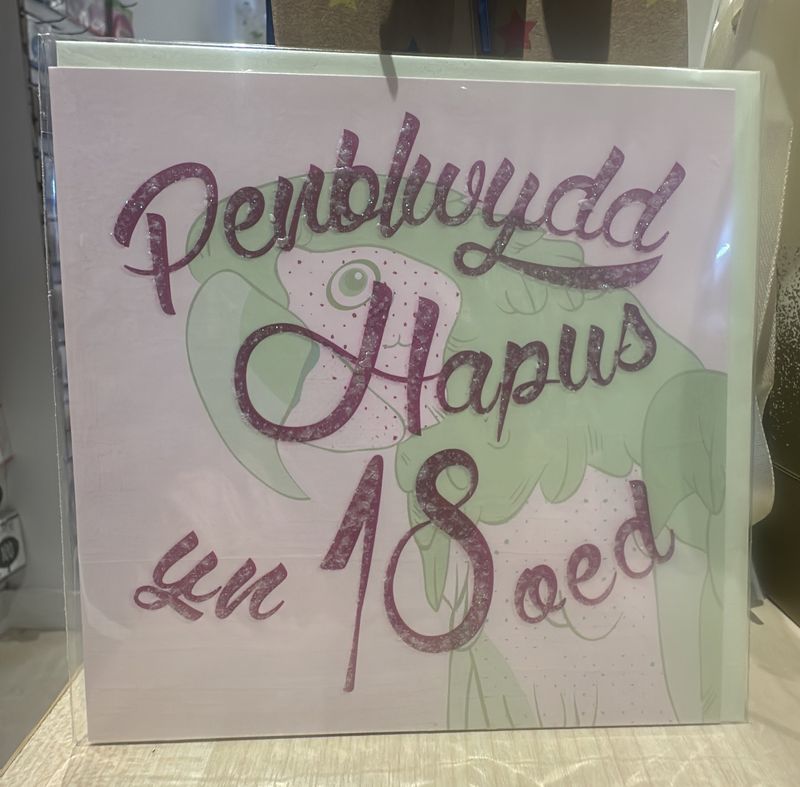 Penblwydd
Hapus
yn 18 oed